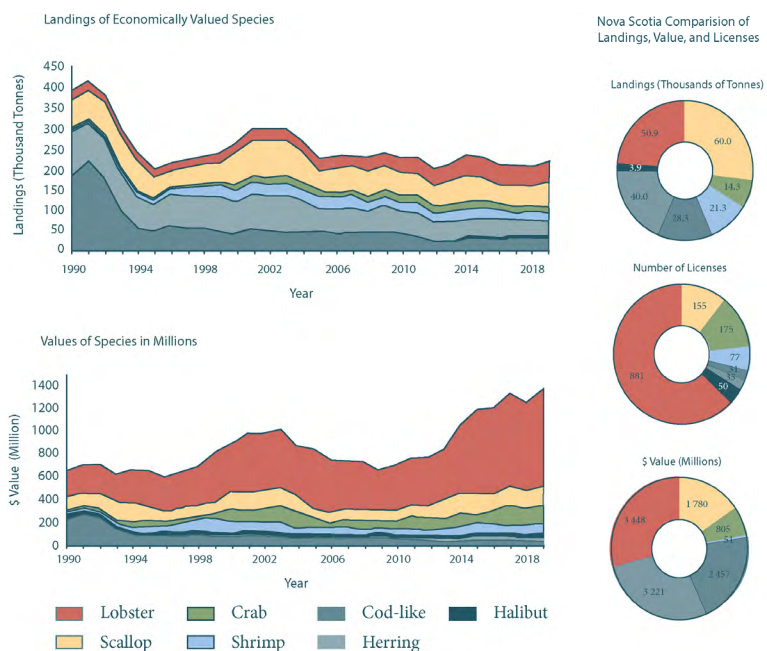 Landings of Economically Valued Species
Landings (Thousand Tonnes)
450
400
350
300
250
200
150
100
50
0
1990 1994 1998 2002 2006 2010 2014 2018
Year
Values of Species in Millions
$ Value (Million)
1400
1200
1000
800
600
400
200
0
1990 1994 1998 2002 2006 2010 2014 2018
Year
Lobster Crab Cod-like Halibut
Scallop Shrimp Herring
Nova Scotia Comparision of
Landings, Value, and Licenses
Landings (Thousands of Tonnes)
50.9
60.0
3.9
14.3
40.0
21.3
28.3
Number of Licenses
155
175
77
31
881
50
$ Value (Millions)
1 780
3 448
805
51
2 457
3 221